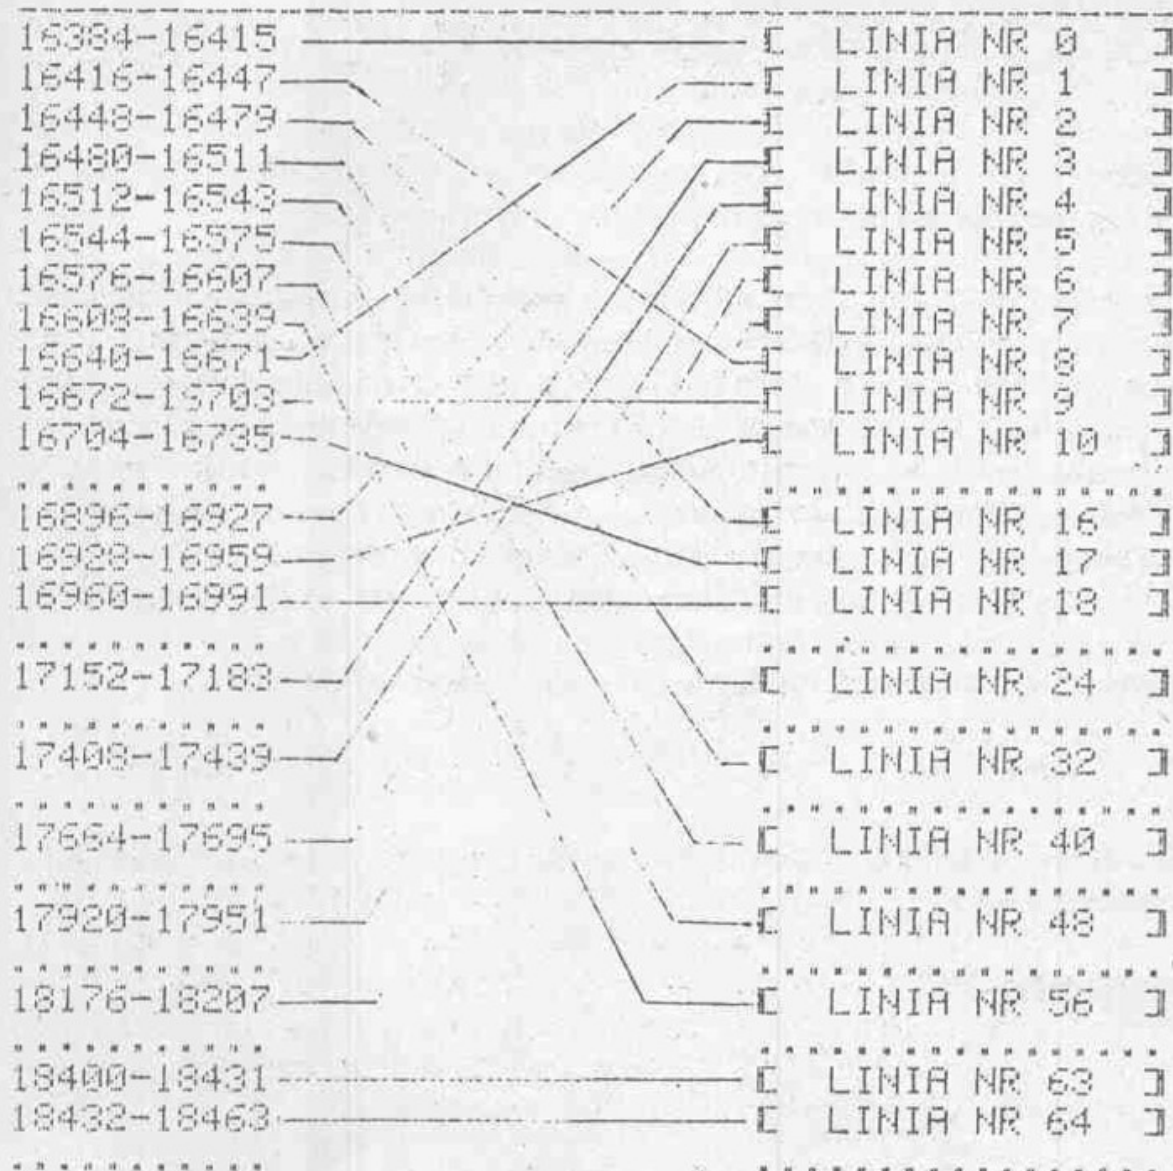 16384-16415 [ LINIA NR 0 ]
16416-16447 [ LINIA NR 1 ]
16448-16479 [ LINIA NR 2 ]
16480-16511 [ LINIA NR 3 ]
16512-16543 [ LINIA NR 4 ]
16544-16575 [ LINIA NR 5 ]
16576-16607 [ LINIA NR 6 ]
16608-16639 [ LINIA NR 7 ]
16640-16671 [ LINIA NR 8 ]
16672-16703 [ LINIA NR 9 ]
16704-16735 [ LINIA NR 10 ]
16896-16927 [ LINIA NR 16 ]
16928-16959 [ LINIA NR 17 ]
16960-16991 [ LINIA NR 18 ]
17152-17183 [ LINIA NR 24 ]
17408-17439 [ LINIA NR 32 ]
17664-17695 [ LINIA NR 40 ]
17920-17951 [ LINIA NR 48 ]
18176-18207 [ LINIA NR 56 ]
18400-18431 [ LINIA NR 63 ]
18432-18463 [ LINIA NR 64 ]